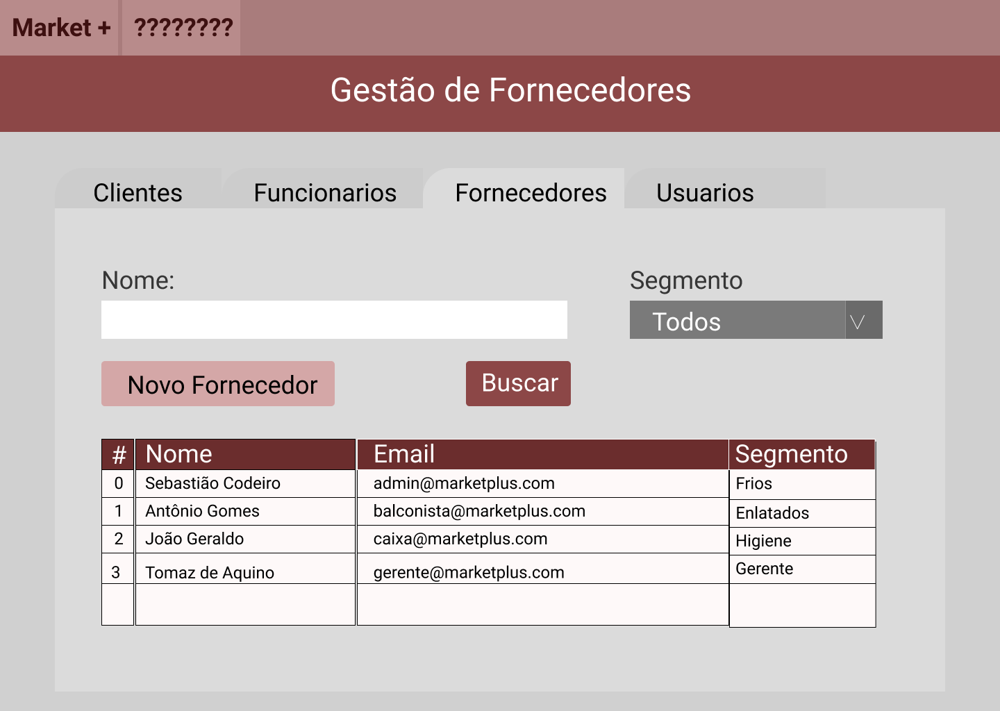 Market + ????????
Gestão de Fornecedores
Clientes Funcionarios Fornecedores Usuarios
Nome: Segmento
Todos V
Novo Fornecedor Buscar
# Nome Email Segmento
0 Sebastião Codeiro admin@marketplus.com Frios
1 Antônio Gomes balconista@marketplus.com Enlatados
2 João Geraldo caixa@marketplus.com Higiene
3 Tomaz de Aquino gerente@marketplus.com Gerente